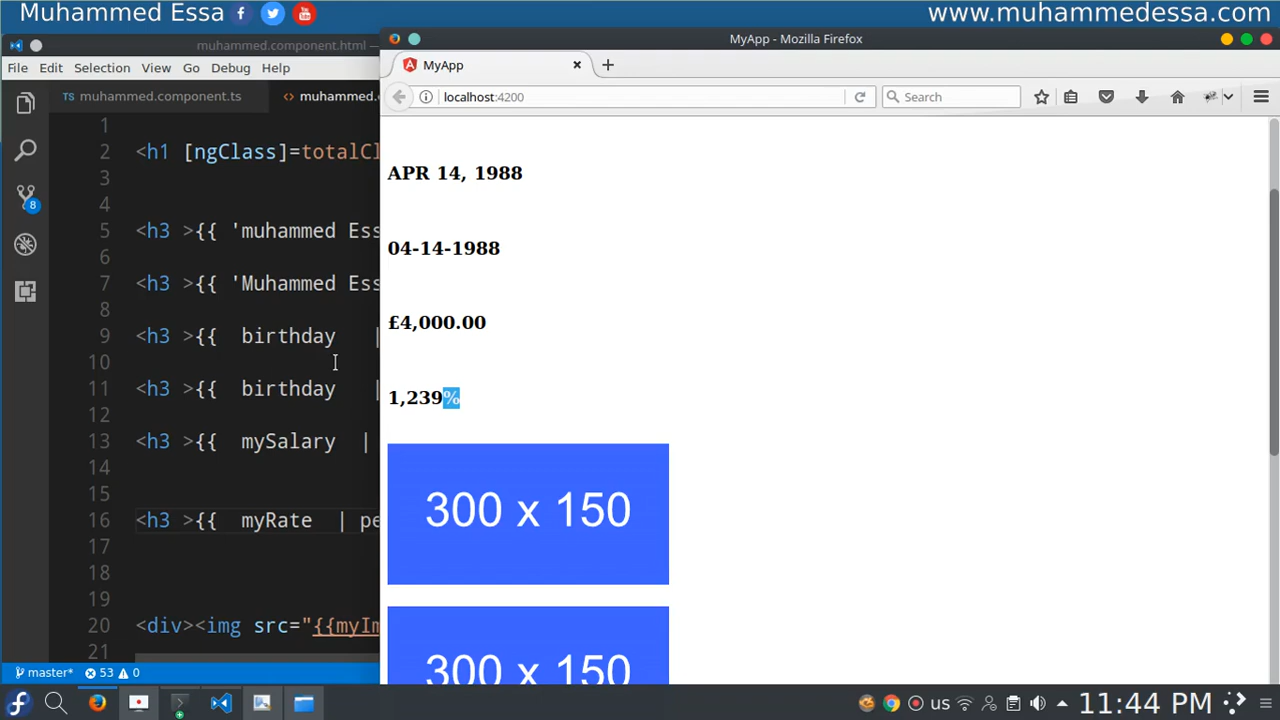 Muhammed Essa
www.muhammedessa.com
muhammed.component.html —
MyApp - Mozilla Firefox
File Edit Selection View Go Debug Help
TS muhammed.component.ts
<> muhammed.c
MyApp
localhost:4200
Search
1
2 <h1 [ngClass]=totalCl
3
4
5 <h3 >{{ 'muhammed Ess
6
7 <h3 >{{ 'Muhammed Ess
8
9 <h3 >{{ birthday |
10
11 <h3 >{{ birthday |
12
13 <h3 >{{ mySalary |
14
15
16 <h3 >{{ myRate | pe
17
18
19
20 <div><img src="{{myIm
21
APR 14, 1988
04-14-1988
£4,000.00
1,239%
300 x 150
300 x 150
8
master* 53 0
us
11:44 PM